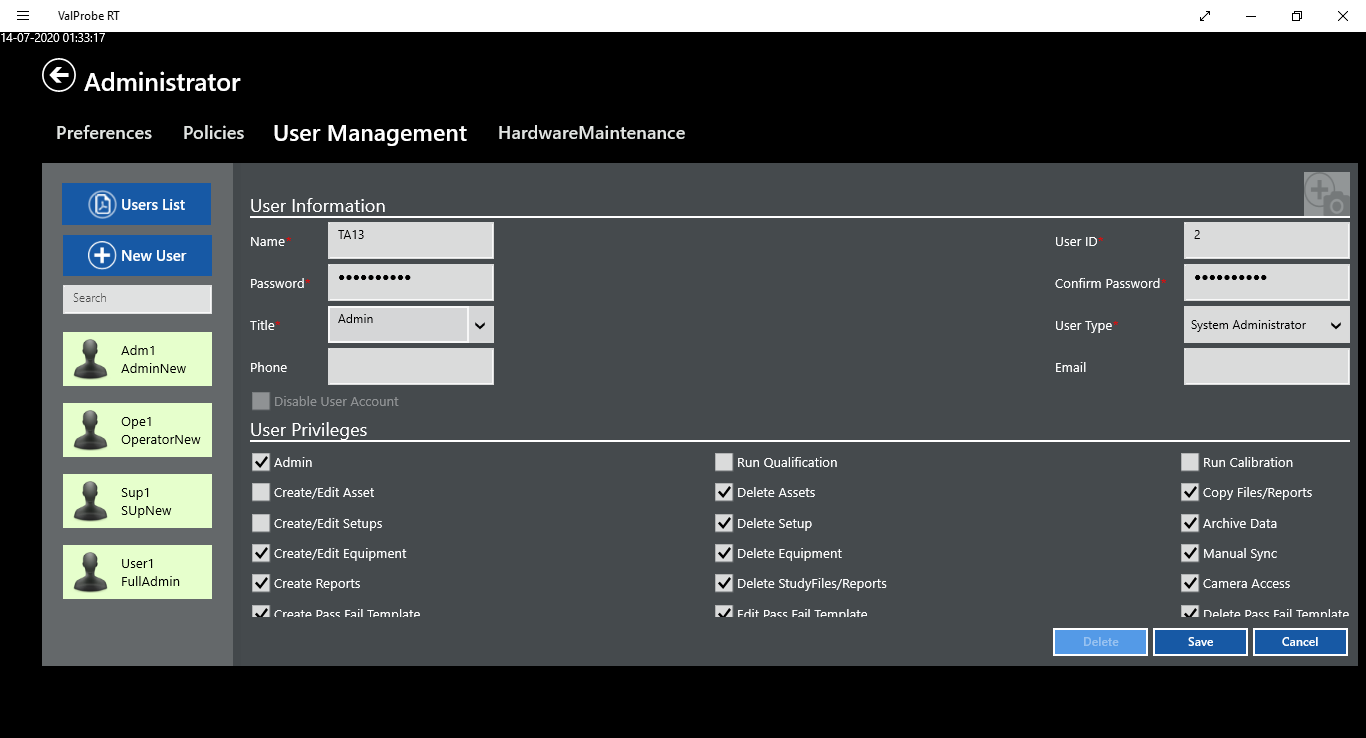 ValProbe RT
14-07-2020 01:33:17
Administrator
Preferences Policies User Management HardwareMaintenance
Users List
New User
Search
Adm1
AdminNew
Ope1
OperatorNew
Sup1
SUpNew
User1
FullAdmin
User Information
Name* TA13 User ID* 2
Password* •••••••••• Confirm Password* ••••••••••
Title* Admin User Type* System Administrator
Phone Email
Disable User Account
User Privileges
Admin Run Qualification Run Calibration
Create/Edit Asset Delete Assets Copy Files/Reports
Create/Edit Setups Delete Setup Archive Data
Create/Edit Equipment Delete Equipment Manual Sync
Create Reports Delete StudyFiles/Reports Camera Access
Create Pass Fail Template Edit Pass Fail Template Delete Pass Fail Template
Delete Save Cancel